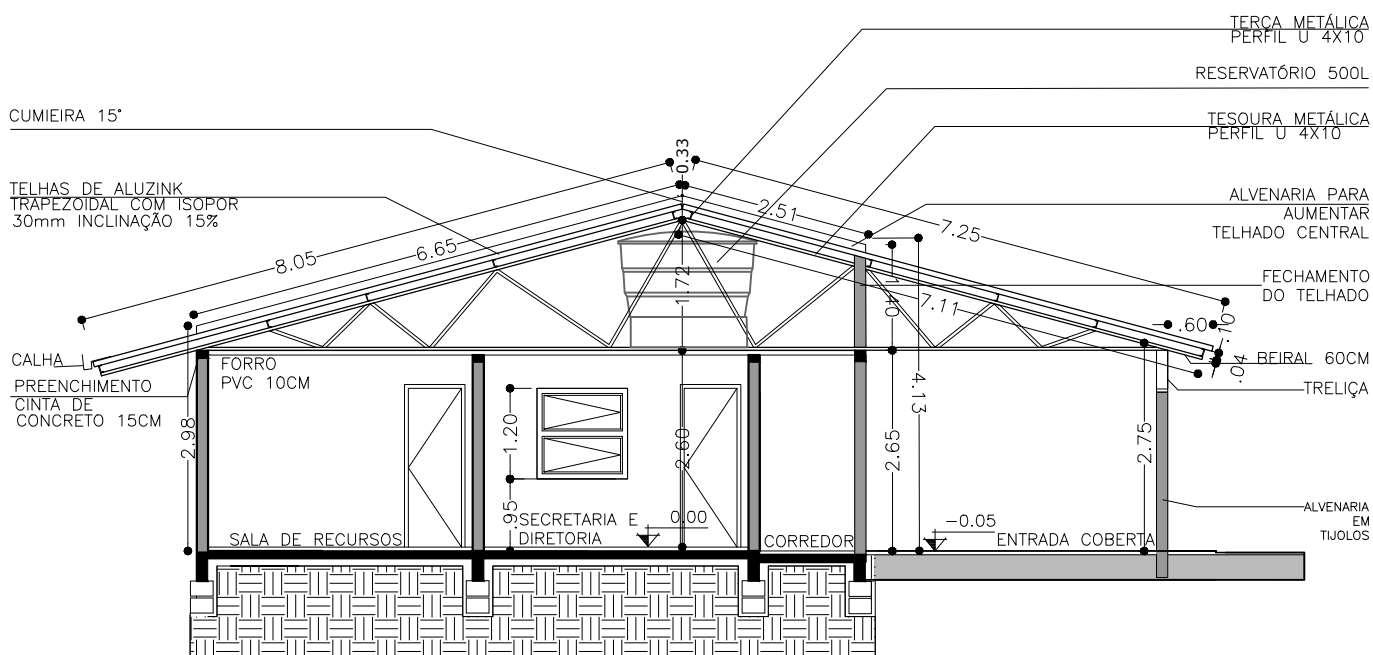 TERÇA METÁLICA
PERFIL U 4X10
RESERVATÓRIO 500L
CUMIEIRA 15°
TESOURA METÁLICA
PERFIL U 4X10
0.33
TELHAS DE ALUZINK
TRAPEZOIDAL COM ISOPOR
30mm INCLINAÇÃO 15%
ALVENARIA PARA
AUMENTAR
TELHADO CENTRAL
2.51
7.25
6.65
8.05
1.72
1.40
7.11
FECHAMENTO
DO TELHADO
.60
.10
.04
CALHA
FORRO
PVC 10CM
BEIRAL 60CM
PREENCHIMENTO
CINTA DE
CONCRETO 15CM
TRELIÇA
2.98
1.20
2.60
2.65
4.13
2.75
.95
SECRETARIA E
DIRETORIA
0.00
-0.05
SALA DE RECURSOS
CORREDOR
ENTRADA COBERTA
ALVENARIA
EM
TIJOLOS